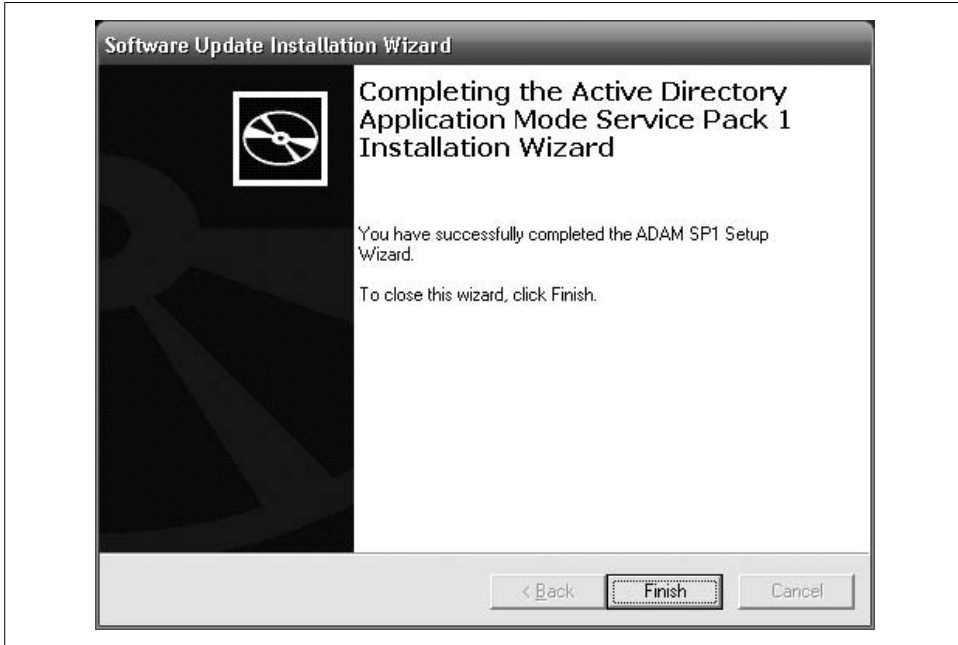 Software Update Installation Wizard
Completing the Active Directory
Application Mode Service Pack 1
Installation Wizard
You have successfully completed the ADAM SP1 Setup
Wizard.
To close this wizard, click Finish.
< Back
Finish
Cancel